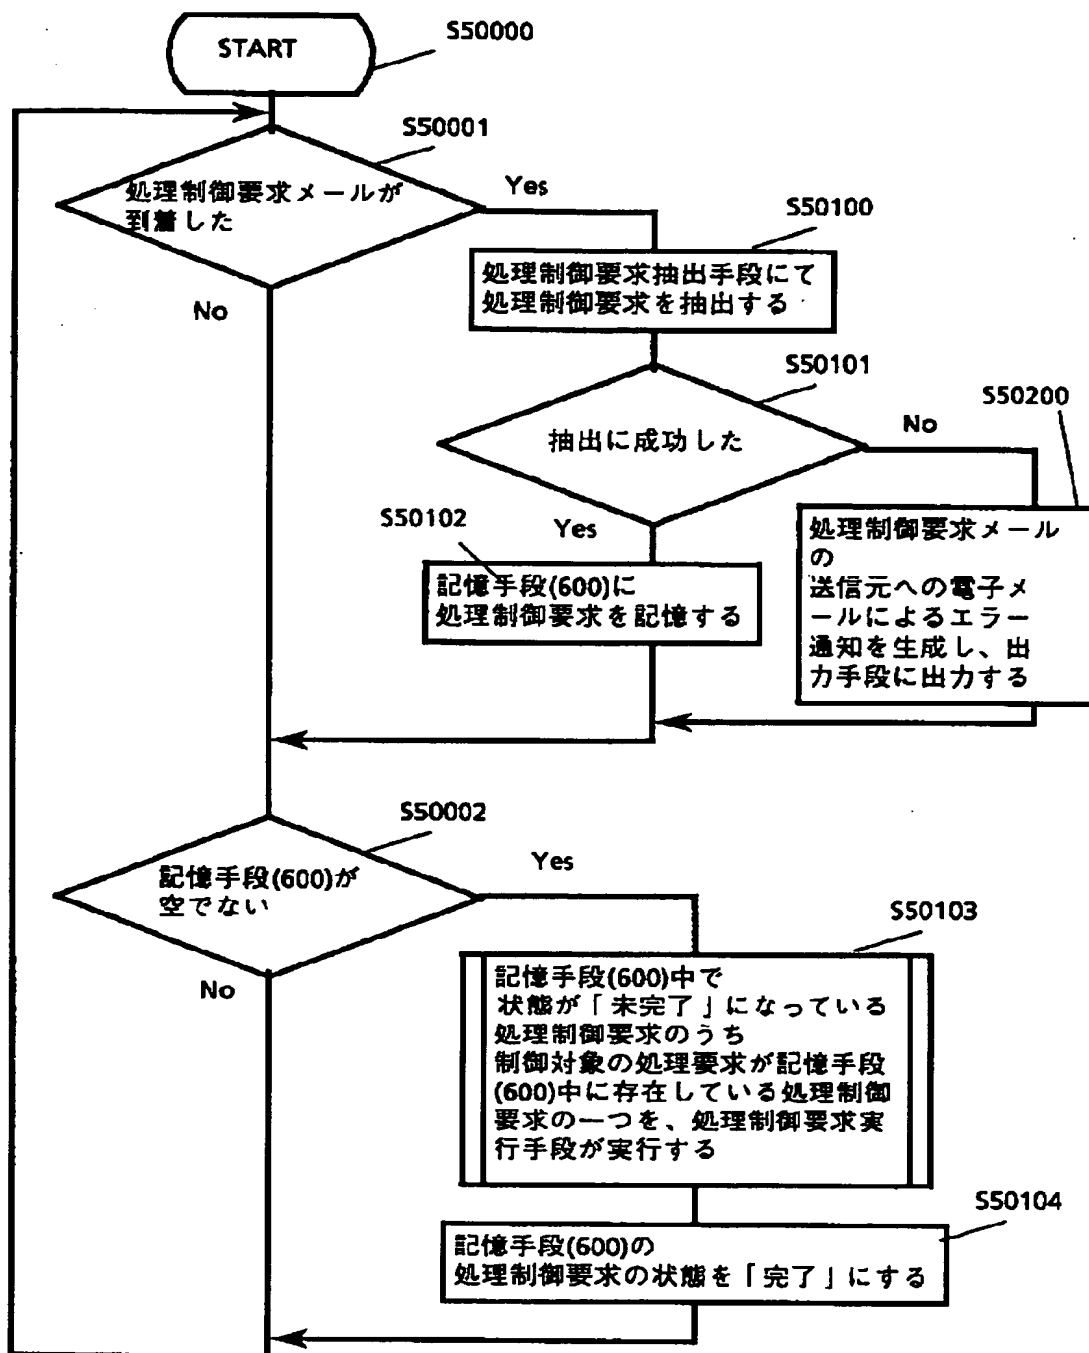 START
S50000
S50001
処理制御要求メールが
到着した
Yes
No
S50100
処理制御要求抽出手段にて
処理制御要求を抽出する
S50101
抽出に成功した
No
Yes
S50200
処理制御要求メール
の
送信元への電子メ
ールによるエラー
通知を生成し、出
力手段に出力する
S50102
記憶手段(600)に
処理制御要求を記憶する
S50002
記憶手段(600)が
空でない
Yes
No
S50103
記憶手段(600)中で
状態が「未完了」になっている
処理制御要求のうち
制御対象の処理要求が記憶手段
(600)中に存在している処理制御
要求の一つを、処理制御要求実
行手段が実行する
S50104
記憶手段(600)の
処理制御要求の状態を「完了」にする